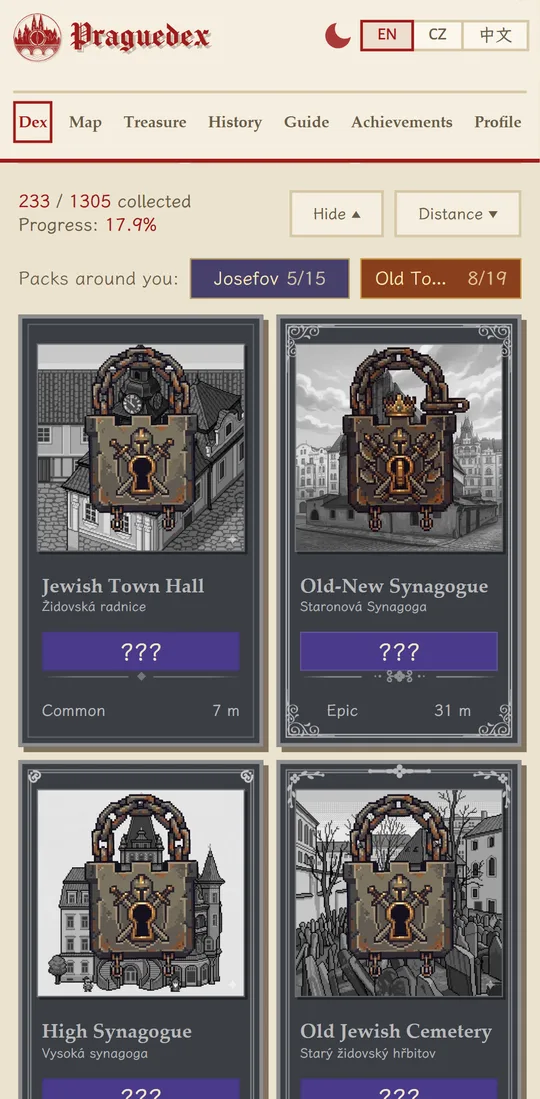 Praguedex
EN CZ 中文
Dex Map Treasure History Guide Achievements Profile
233 / 1305 collected
Progress: 17.9%
Hide ▲ Distance ▼
Packs around you: Josefov 5/15 Old To... 8/19
Jewish Town Hall
Židovská radnice
???
Common 7 m
Old-New Synagogue
Staronová Synagoga
???
Epic 31 m
High Synagogue
Vysoká synagoga
???
Old Jewish Cemetery
Starý židovský hřbitov
???